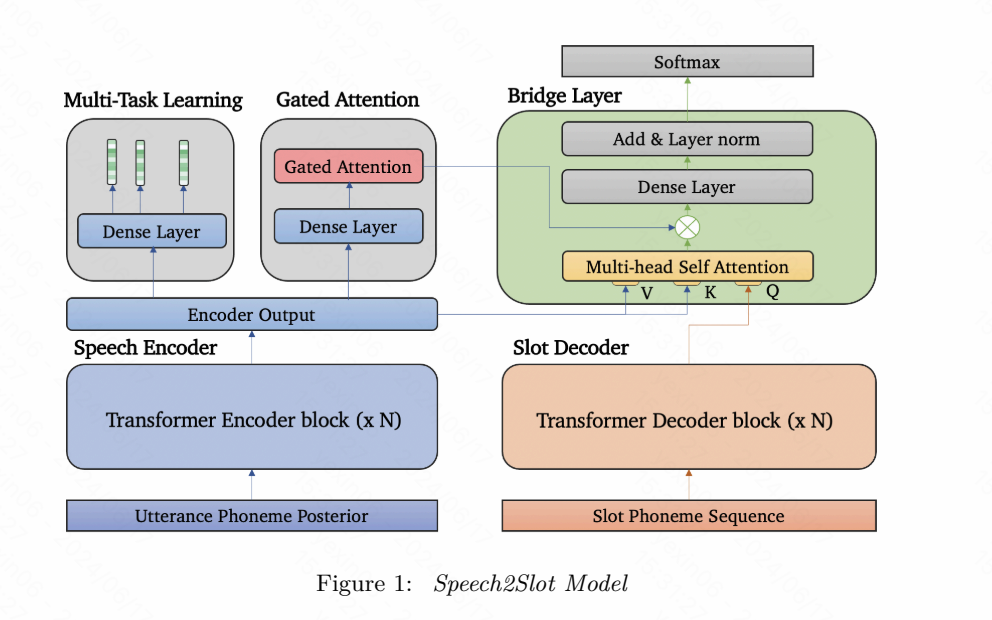 Softmax
Multi-Task Learning
Gated Attention
Bridge Layer
Add & Layer norm
Gated Attention
Dense Layer
Dense Layer
Dense Layer
Multi-head Self Attention
V
K
Q
Encoder Output
Speech Encoder
Slot Decoder
Transformer Encoder block (x N)
Transformer Decoder block (x N)
Utterance Phoneme Posterior
Slot Phoneme Sequence
Figure 1: Speech2Slot Model